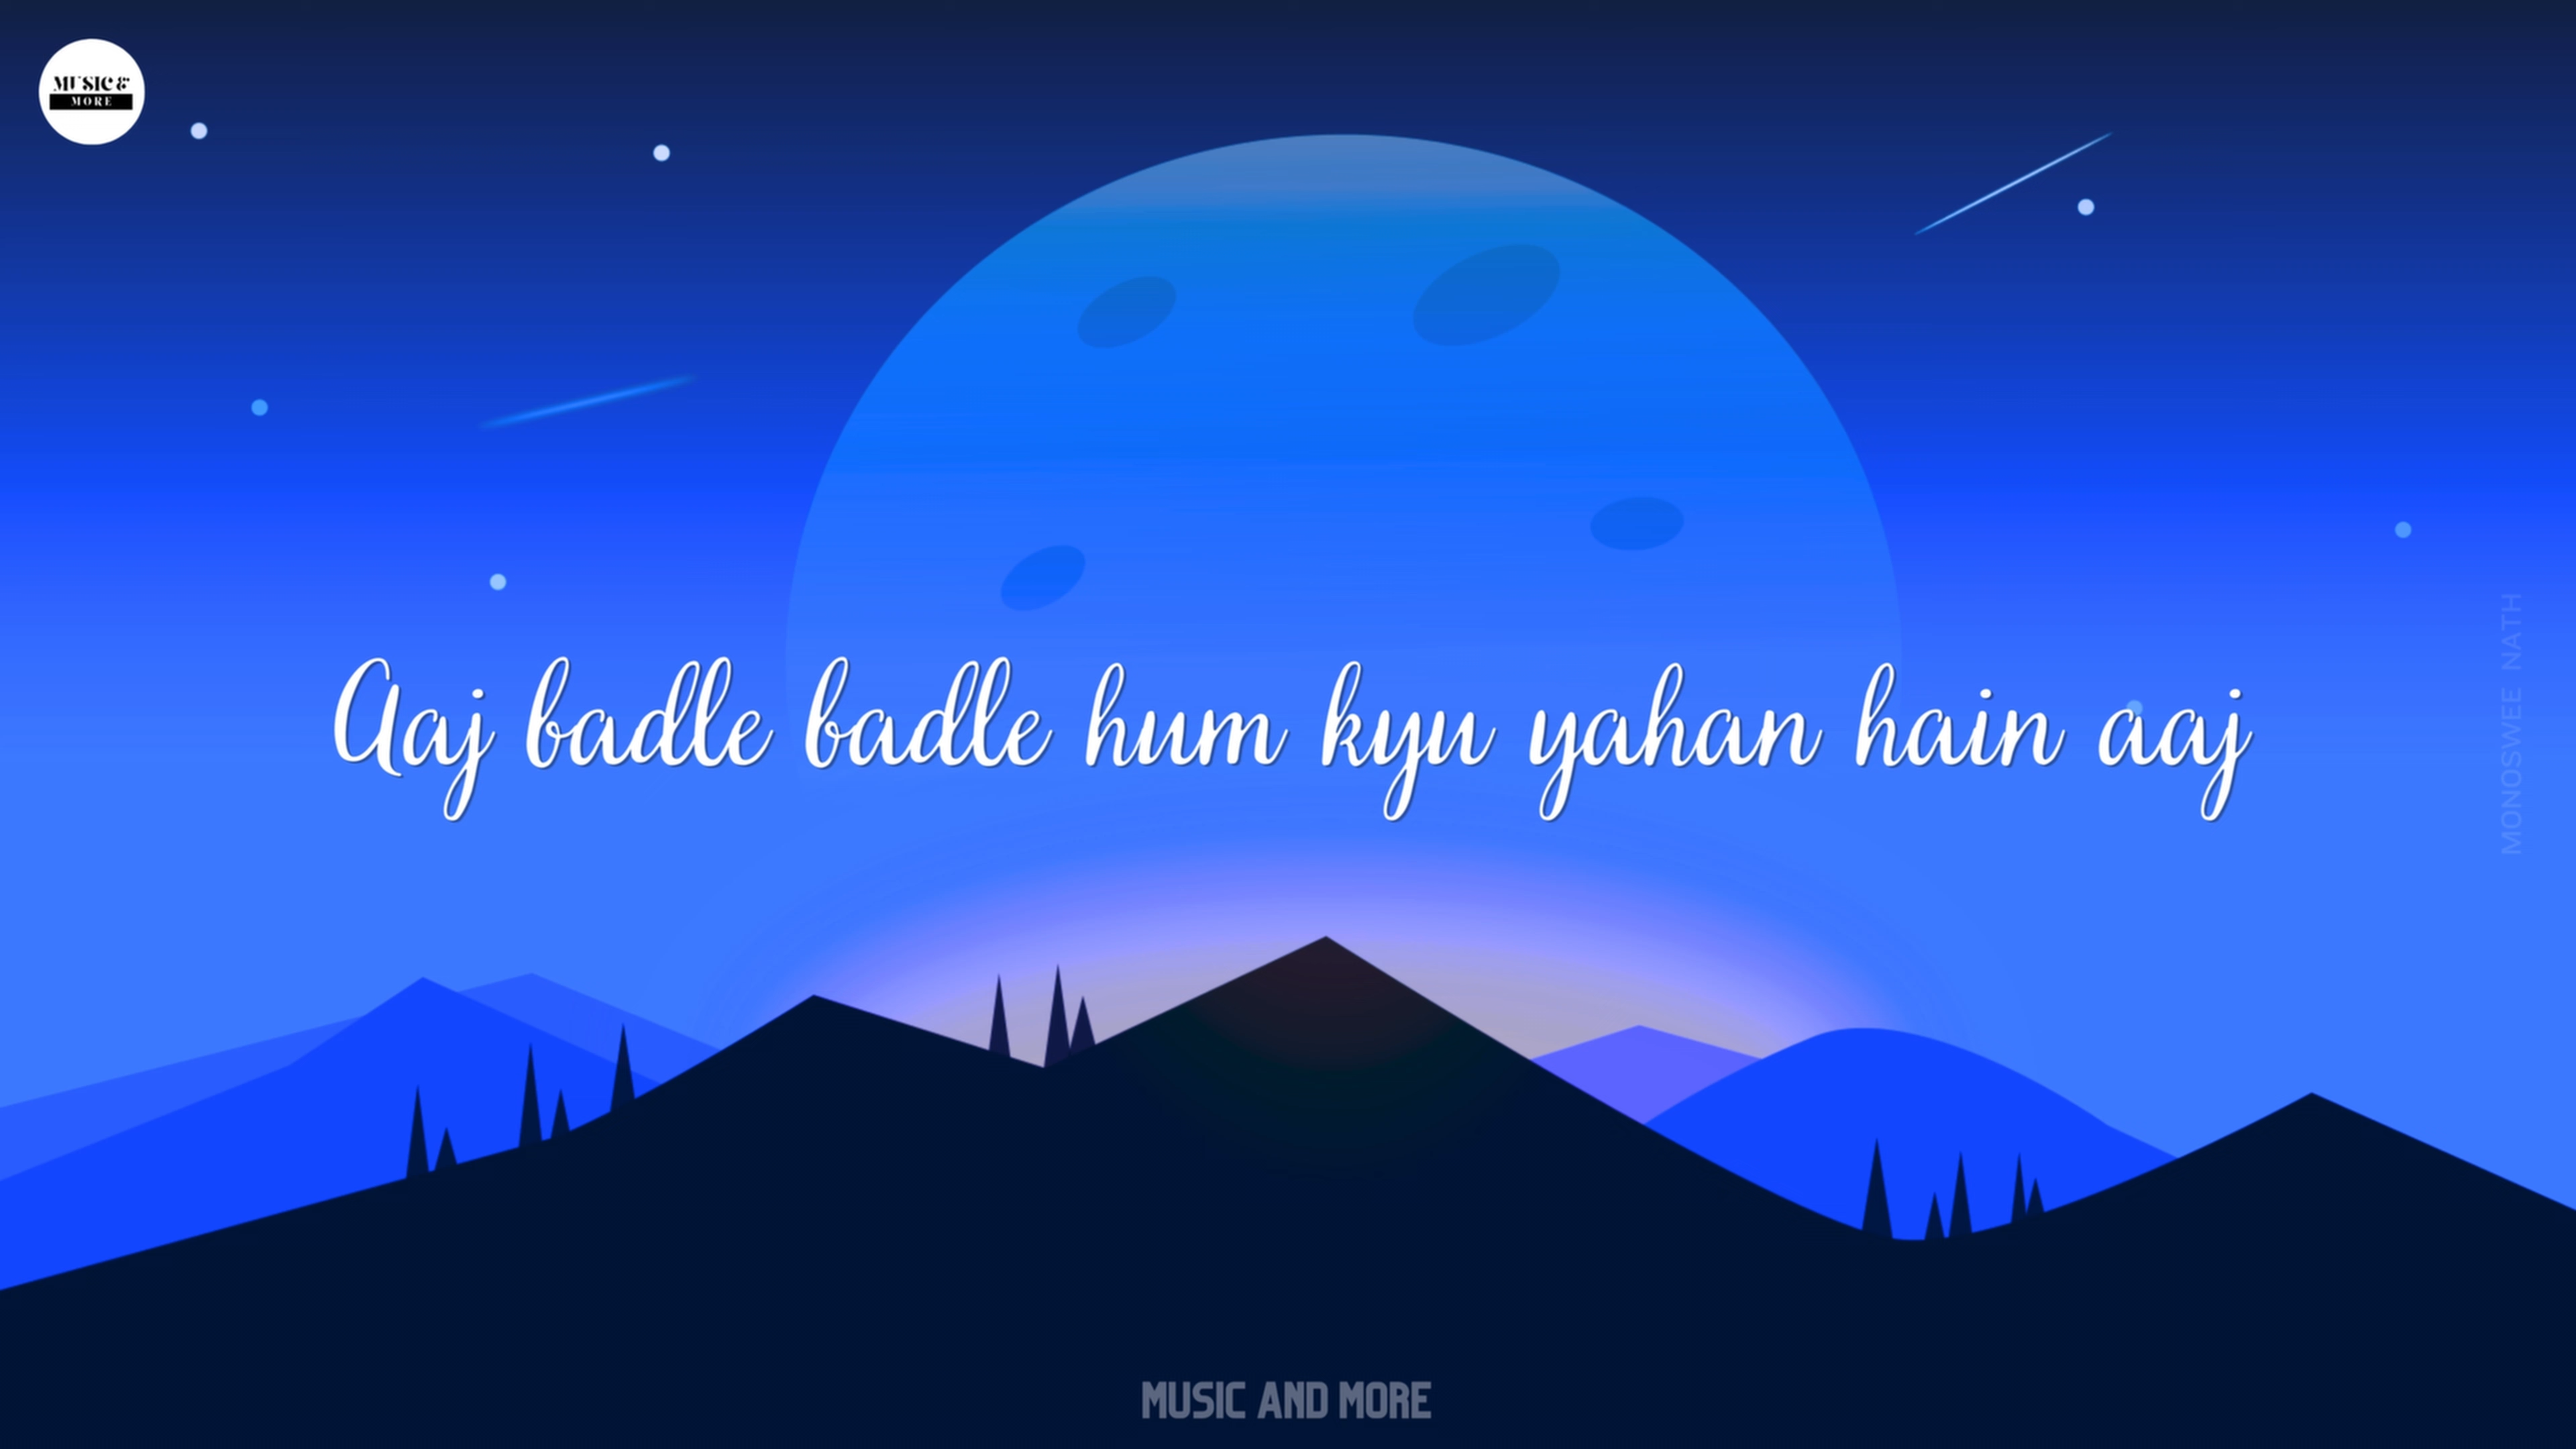 MUSIC &
MORE
Aaj badle badle hum kyu yahan hain aaj
MONOSWEE NATH
MUSIC AND MORE